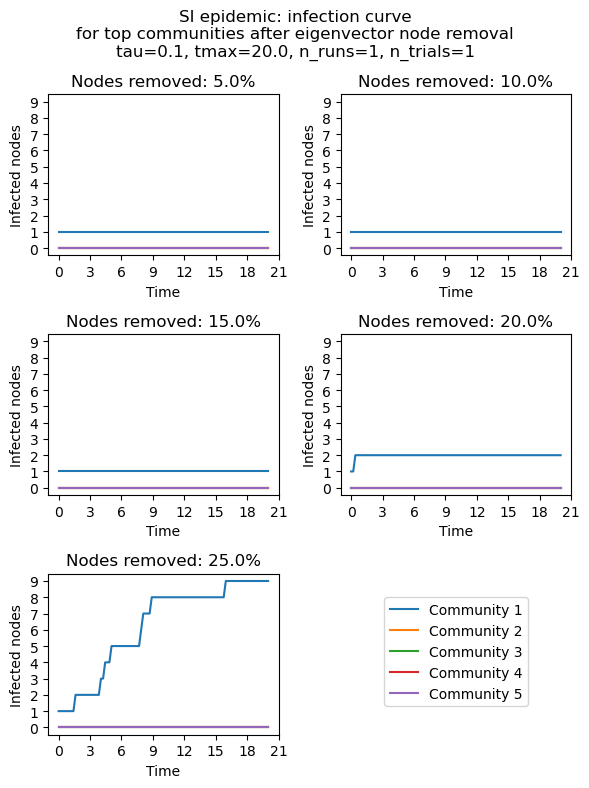 SI epidemic: infection curve
for top communities after eigenvector node removal
tau=0.1, tmax=20.0, n_runs=1, n_trials=1
Nodes removed: 5.0%
9
8
7
6
5
4
3
2
1
0
Infected nodes
0 3 6 9 12 15 18 21
Time
Nodes removed: 10.0%
9
8
7
6
5
4
3
2
1
0
Infected nodes
0 3 6 9 12 15 18 21
Time
Nodes removed: 15.0%
9
8
7
6
5
4
3
2
1
0
Infected nodes
0 3 6 9 12 15 18 21
Time
Nodes removed: 20.0%
9
8
7
6
5
4
3
2
1
0
Infected nodes
0 3 6 9 12 15 18 21
Time
Nodes removed: 25.0%
9
8
7
6
5
4
3
2
1
0
Infected nodes
0 3 6 9 12 15 18 21
Time
Community 1
Community 2
Community 3
Community 4
Community 5